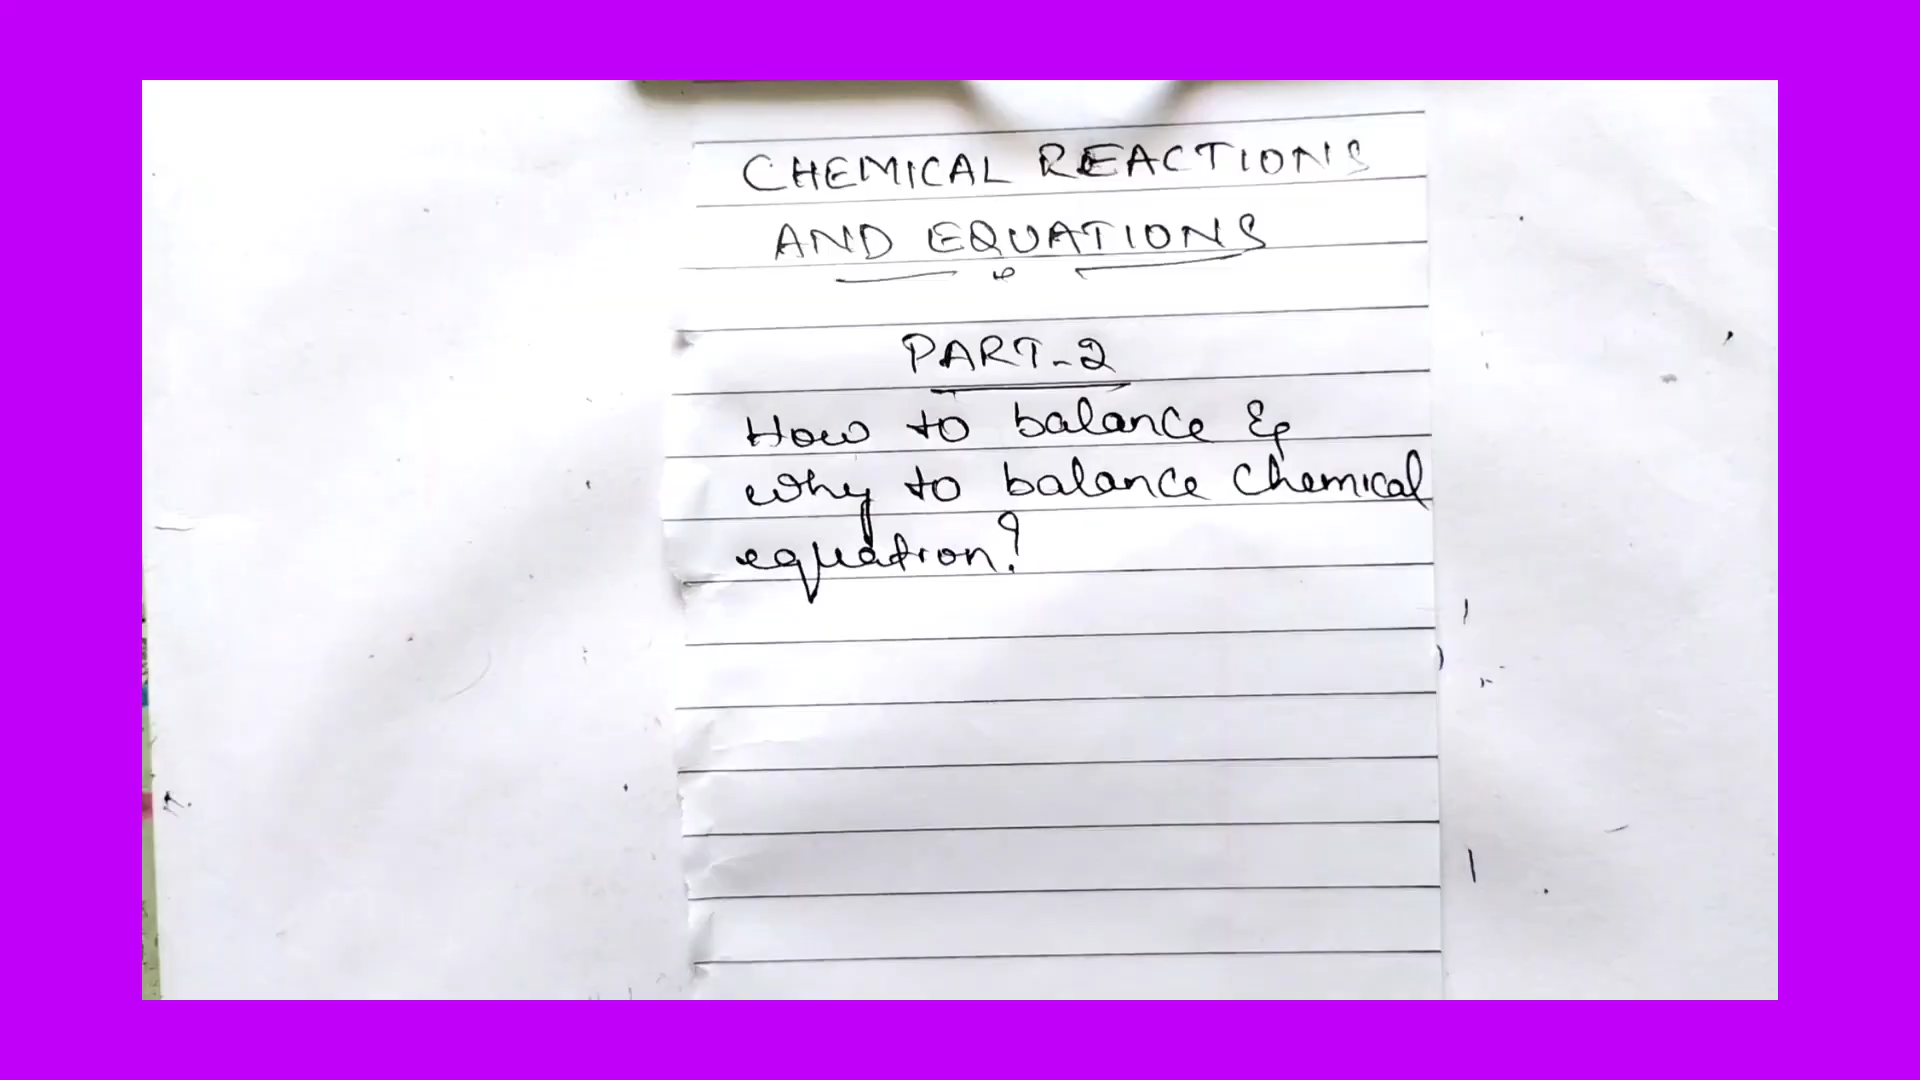 CHEMICAL REACTIONS
AND EQUATIONS
PART-2
How to balance &
why to balance chemical
equation?